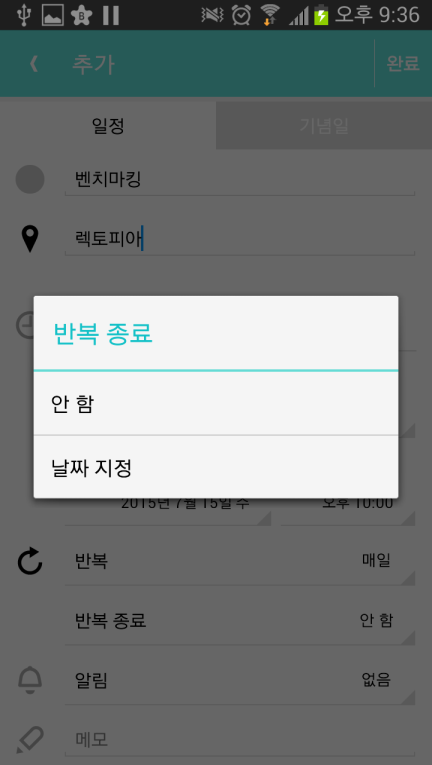 오후 9:36
추가
완료
일정
기념일
벤치마킹
렉토피아
반복 종료
안 함
날짜 지정
2015년 7월 15일 수
오후 10:00
반복
매일
반복 종료
안 함
알림
없음
메모